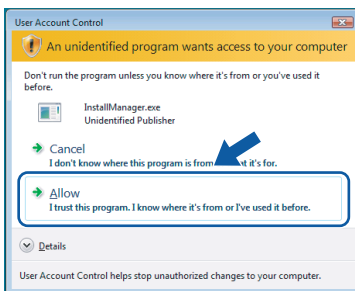 User Account Control
An unidentified program wants access to your computer
Don't run the program unless you know where it's from or you've used it
before.
InstallManager.exe
Unidentified Publisher
Cancel
I don't know where this program is from it's for.
Allow
I trust this program. I know where it's from or I've used it before.
Details
User Account Control helps stop unauthorized changes to your computer.